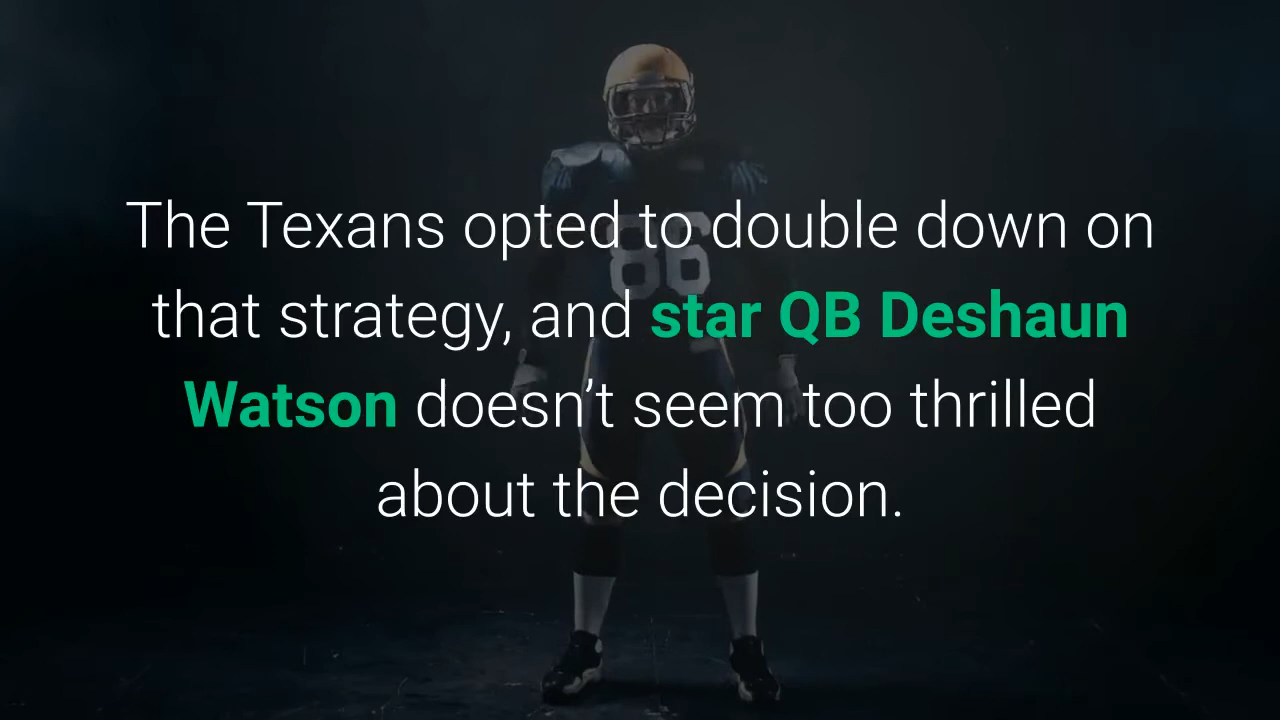 The Texans opted to double down on
that strategy, and star QB Deshaun
Watson doesn’t seem too thrilled
about the decision.
86